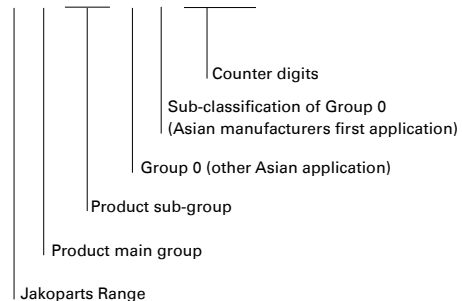 Counter digits
Sub-classification of Group 0
(Asian manufacturers first application)
Group 0 (other Asian application)
Product sub-group
Product main group
Jakoparts Range